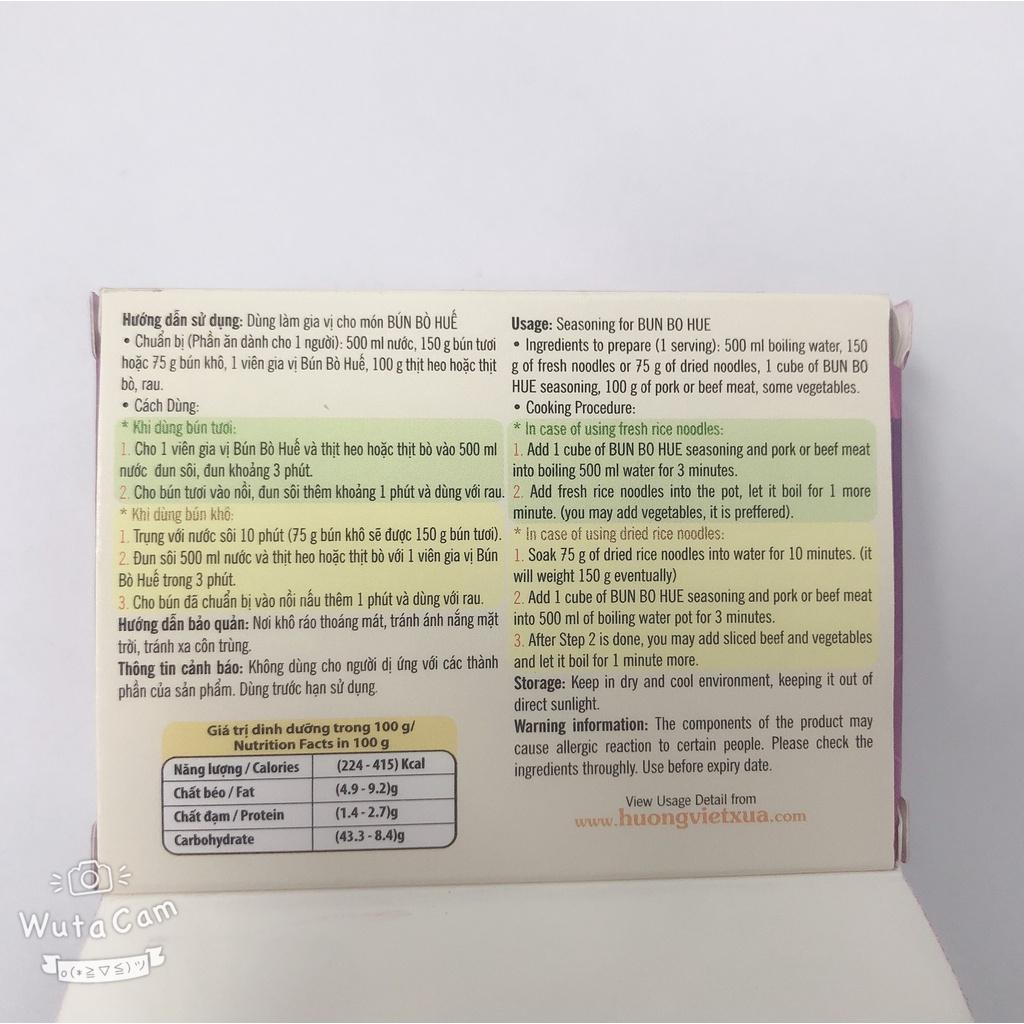 Hướng dẫn sử dụng: Dùng làm gia vị cho món BÚN BÒ HUẾ
• Chuẩn bị (Phần ăn dành cho 1 người): 500 ml nước, 150 g bún tươi
hoặc 75 g bún khô, 1 viên gia vị Bún Bò Huế, 100 g thịt heo hoặc thịt
bò, rau.
• Cách Dùng:
* Khi dùng bún tươi:
1. Cho 1 viên gia vị Bún Bò Huế và thịt heo hoặc thịt bò vào 500 ml
nước đun sôi, đun khoảng 3 phút.
2. Cho bún tươi vào nồi, đun sôi thêm khoảng 1 phút và dùng với rau.
* Khi dùng bún khô:
1. Trụng với nước sôi 10 phút (75 g bún khô sẽ được 150 g bún tươi).
2. Đun sôi 500 ml nước và thịt heo hoặc thịt bò với 1 viên gia vị Bún
Bò Huế trong 3 phút.
3. Cho bún đã chuẩn bị vào nồi nấu thêm 1 phút và dùng với rau.
Hướng dẫn bảo quản: Nơi khô ráo thoáng mát, tránh ánh nắng mặt
trời, tránh xa côn trùng.
Thông tin cảnh báo: Không dùng cho người dị ứng với các thành
phần của sản phẩm. Dùng trước hạn sử dụng.
Giá trị dinh dưỡng trong 100 g/
Nutrition Facts in 100 g
Năng lượng / Calories (224 - 415) Kcal
Chất béo / Fat (4.9 - 9.2)g
Chất đạm / Protein (1.4 - 2.7)g
Carbohydrate (43.3 - 8.4)g
Usage: Seasoning for BUN BO HUE
• Ingredients to prepare (1 serving): 500 ml boiling water, 150
g of fresh noodles or 75 g of dried noodles, 1 cube of BUN BO
HUE seasoning, 100 g of pork or beef meat, some vegetables.
• Cooking Procedure:
* In case of using fresh rice noodles:
1. Add 1 cube of BUN BO HUE seasoning and pork or beef meat
into boiling 500 ml water for 3 minutes.
2. Add fresh rice noodles into the pot, let it boil for 1 more
minute. (you may add vegetables, it is preffered).
* In case of using dried rice noodles:
1. Soak 75 g of dried rice noodles into water for 10 minutes. (it
will weight 150 g eventually)
2. Add 1 cube of BUN BO HUE seasoning and pork or beef meat
into 500 ml of boiling water pot for 3 minutes.
3. After Step 2 is done, you may add sliced beef and vegetables
and let it boil for 1 minute more.
Storage: Keep in dry and cool environment, keeping it out of
direct sunlight.
Warning information: The components of the product may
cause allergic reaction to certain people. Please check the
ingredients throughly. Use before expiry date.
View Usage Detail from
www.huongvietxua.com
WutaCam
o(*≧▽≦)ツ